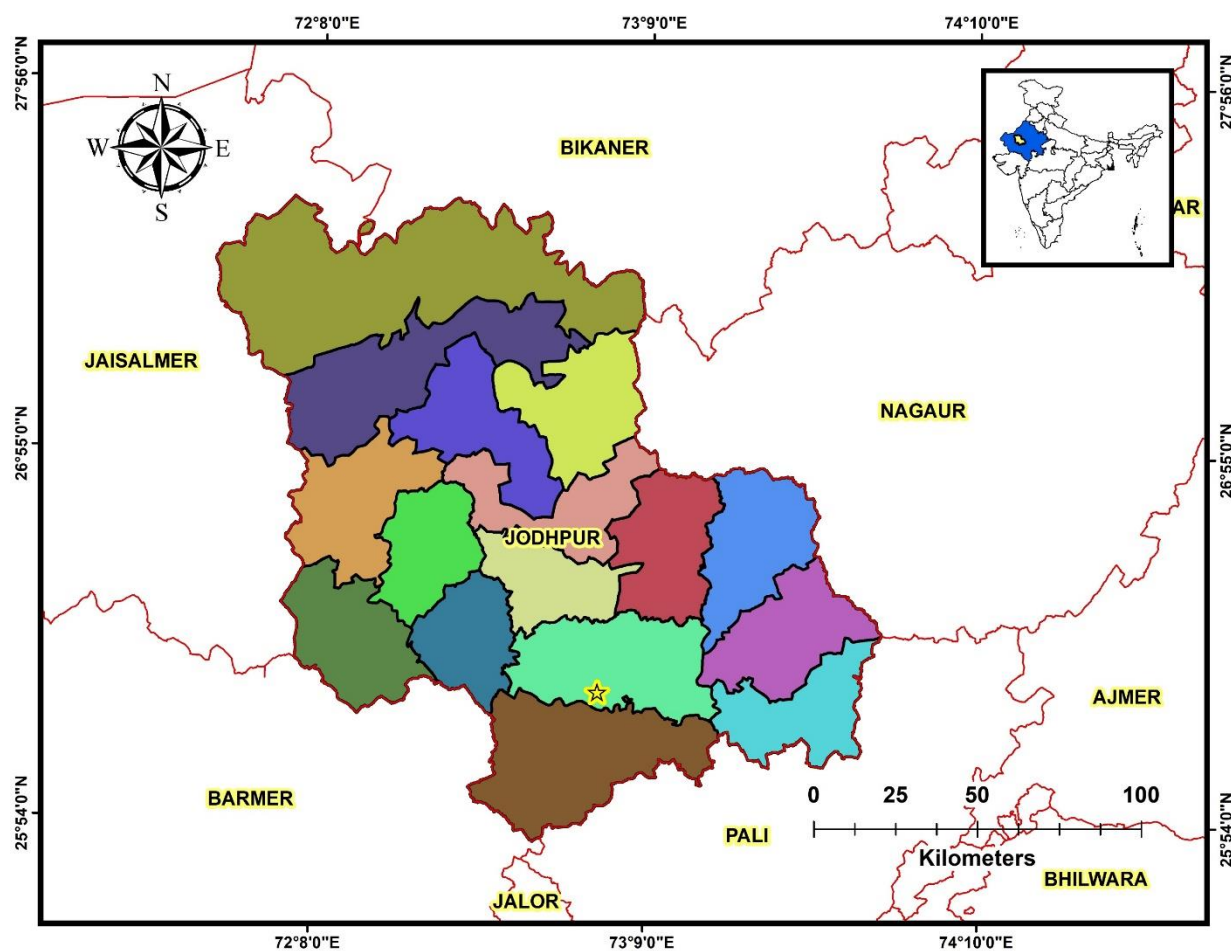 72°8'0"E 73°9'0"E 74°10'0"E
27°56'0"N
27°56'0"N
N
W E
S
BIKANER
AR
JAISALMER
NAGAUR
26°55'0"N
26°55'0"N
JODHPUR
AJMER
BARMER
0 25 50 100
Kilometers
25°54'0"N
25°54'0"N
PALI
BHILWARA
JALOR
72°8'0"E 73°9'0"E 74°10'0"E